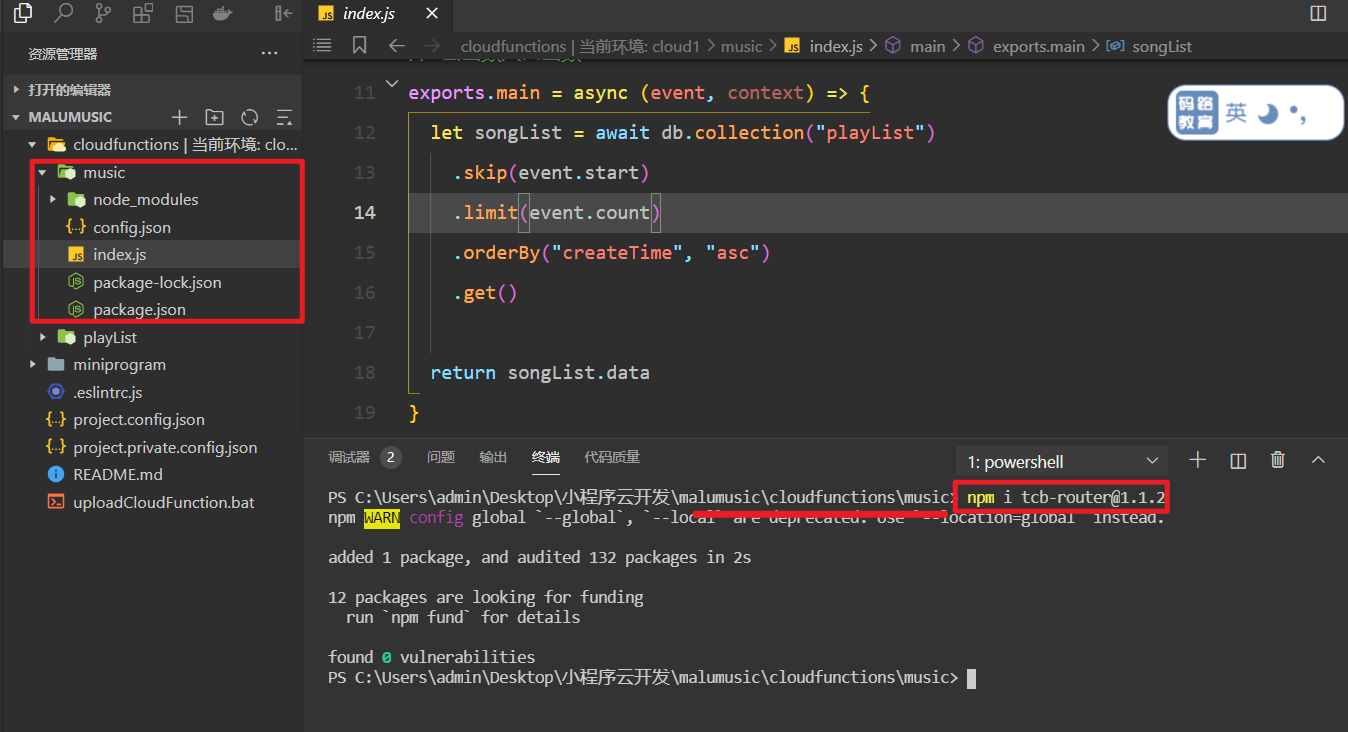 index.js
资源管理器
打开的编辑器
MALUMUSIC
cloudfunctions | 当前环境: clo...
music
node_modules
config.json
index.js
package-lock.json
package.json
playList
miniprogram
.eslintrc.js
project.config.json
project.private.config.json
README.md
uploadCloudFunction.bat
cloudfunctions | 当前环境: cloud1 > music > JS index.js > main > exports.main > songList
11 exports.main = async (event, context) => {
12 let songList = await db.collection("playList")
13 .skip(event.start)
14 .limit(event.count)
15 .orderBy("createTime", "asc")
16 .get()
17
18 return songList.data
19 }
码路教育 英
调试器 2 问题 输出 终端 代码质量 1: powershell
PS C:\Users\admin\Desktop\小程序云开发\malumusic\cloudfunctions\music> npm i tcb-router@1.1.2
npm WARN config global `--global`, `--local` are deprecated. Use `--location=global` instead.
added 1 package, and audited 132 packages in 2s
12 packages are looking for funding
run `npm fund` for details
found 0 vulnerabilities
PS C:\Users\admin\Desktop\小程序云开发\malumusic\cloudfunctions\music>